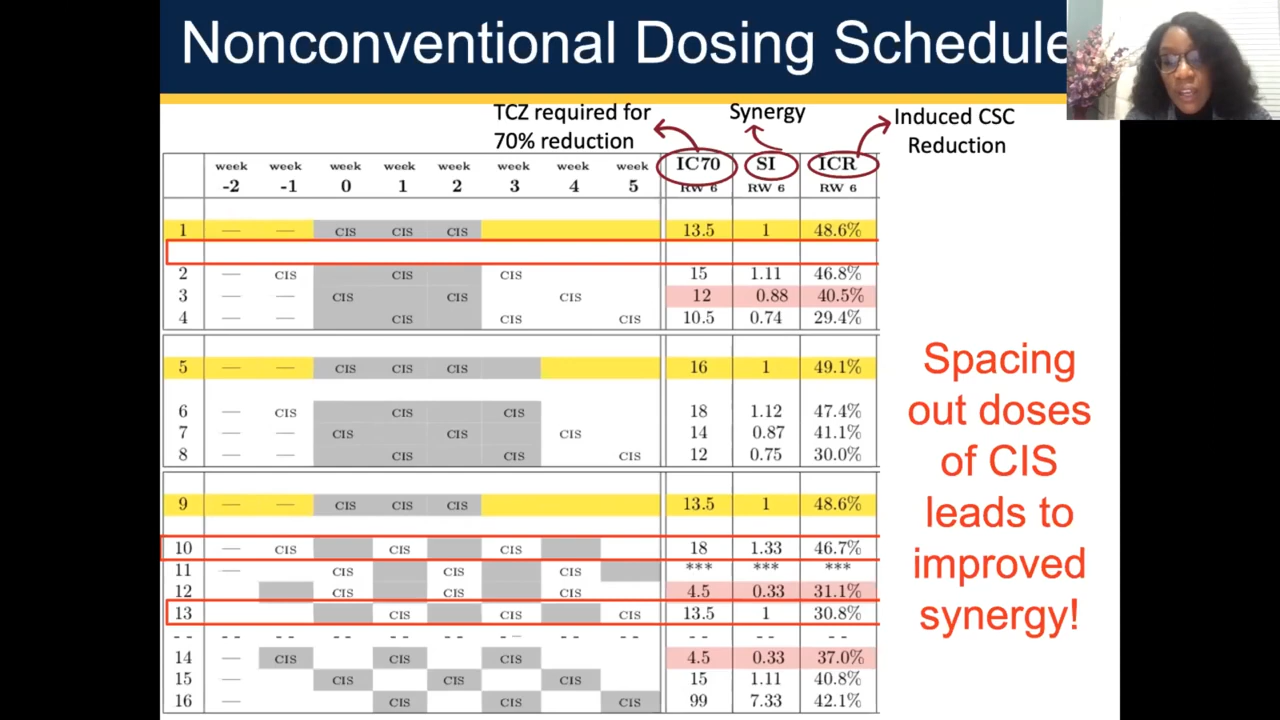 Nonconventional Dosing Schedule
TCZ required for
70% reduction
Synergy
Induced CSC
Reduction
week week week week week week week week IC70 SI ICR
-2 -1 0 1 2 3 4 5 RW 6 RW 6 RW 6
1 — — CIS CIS CIS 13.5 1 48.6%
2 — CIS CIS CIS 15 1.11 46.8%
3 — — CIS CIS CIS 12 0.88 40.5%
4 — — CIS CIS CIS 10.5 0.74 29.4%
5 — — CIS CIS CIS 16 1 49.1%
6 — CIS CIS CIS 18 1.12 47.4%
7 — — CIS CIS CIS 14 0.87 41.1%
8 — — CIS CIS CIS 12 0.75 30.0%
9 — — CIS CIS CIS 13.5 1 48.6%
10 — CIS CIS CIS 18 1.33 46.7%
11 — CIS CIS CIS *** *** ***
12 — CIS CIS CIS 4.5 0.33 31.1%
13 — CIS CIS CIS 13.5 1 30.8%
- - - - - - - - - - - - - - - - - - - - - - - -
14 — CIS CIS CIS 4.5 0.33 37.0%
15 — CIS CIS CIS 15 1.11 40.8%
16 — CIS CIS CIS 99 7.33 42.1%
Spacing
out doses
of CIS
leads to
improved
synergy!